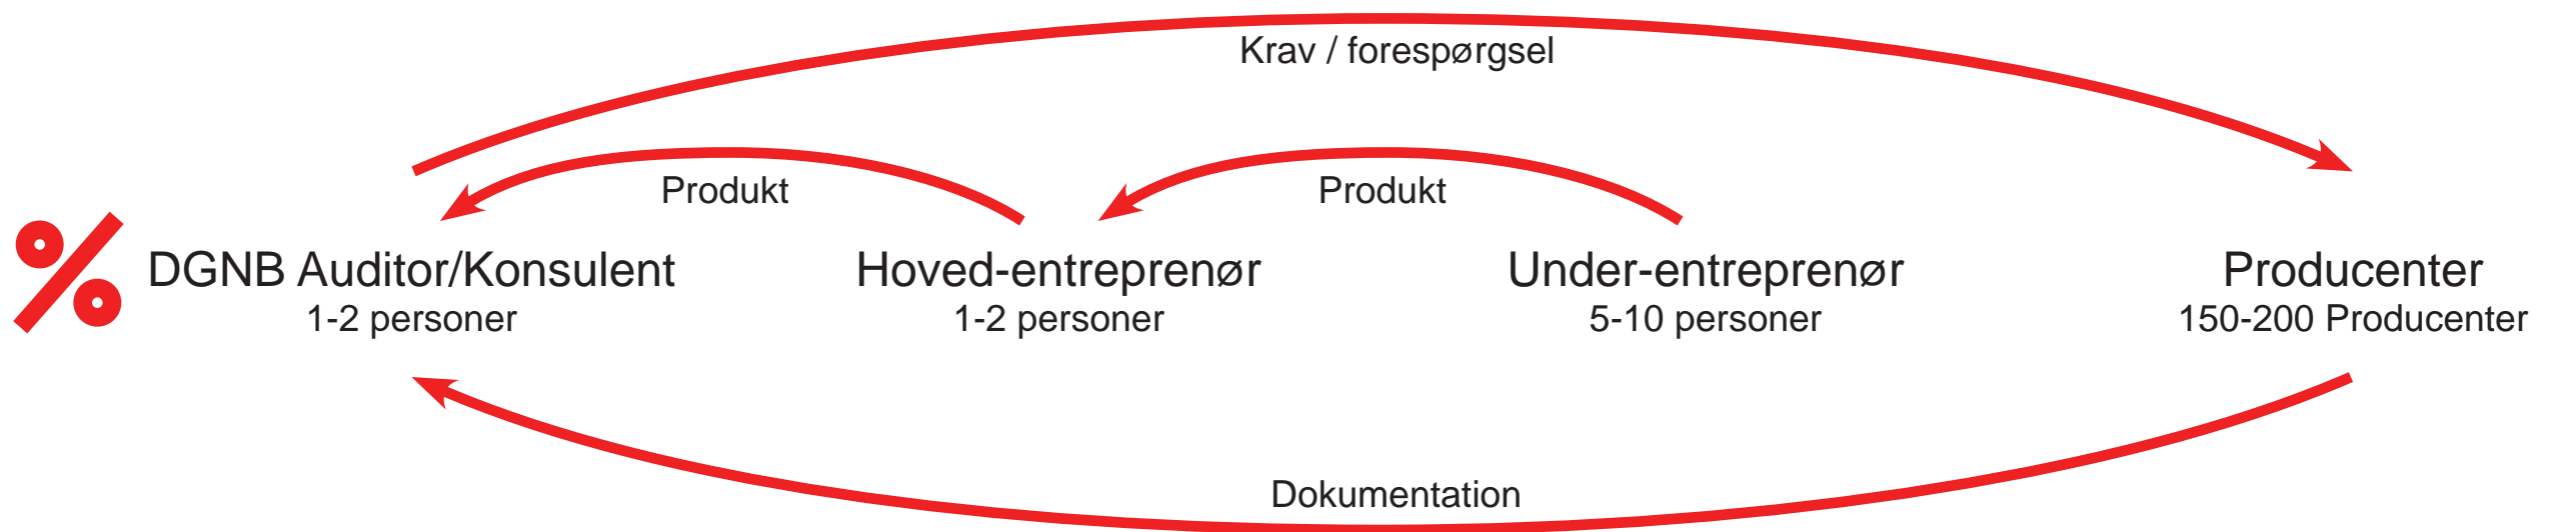 Krav / forespørgsel
Produkt
Produkt
% DGNB Auditor/Konsulent
1-2 personer
Hoved-entreprenør
1-2 personer
Under-entreprenør
5-10 personer
Producenter
150-200 Producenter
Dokumentation